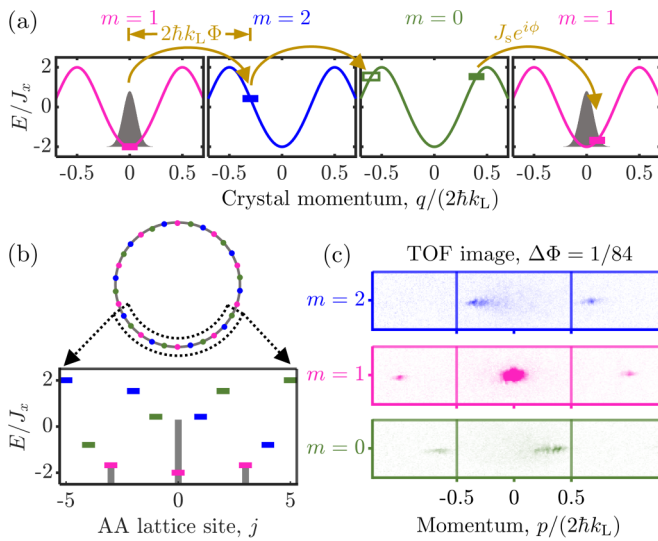 (a)
m = 1
m = 2
m = 0
m = 1
2ℏk_L Φ
J_s e^{iϕ}
E/J_x
2
0
-2
-0.5 0 0.5
-0.5 0 0.5
-0.5 0 0.5
-0.5 0 0.5
Crystal momentum, q/(2ℏk_L)
(b)
E/J_x
2
0
-2
-5 0 5
AA lattice site, j
(c)
TOF image, ΔΦ = 1/84
m = 2
m = 1
m = 0
-0.5 0 0.5
Momentum, p/(2ℏk_L)